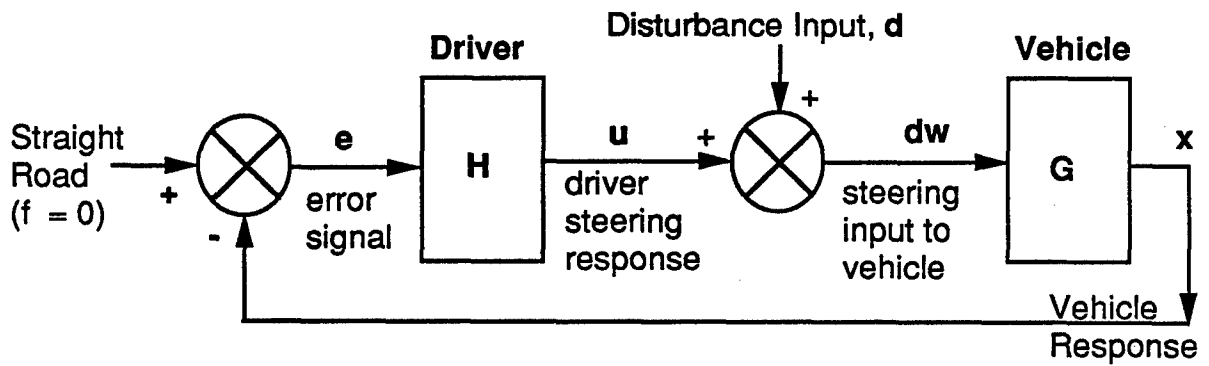 Disturbance Input, d
Driver
Vehicle
+
Straight
Road
(f = 0)
+
-
e
error
signal
H
u
driver
steering
response
+
dw
steering
input to
vehicle
G
x
Vehicle
Response